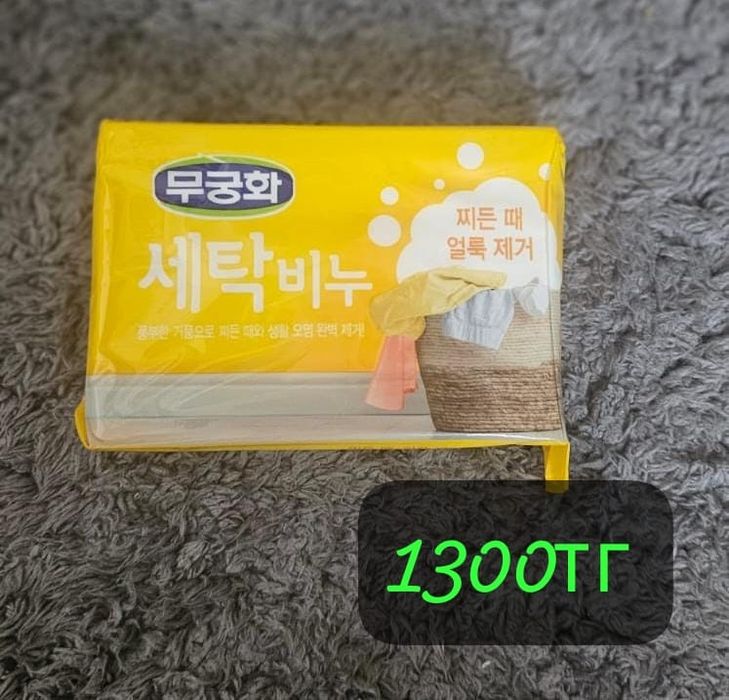 무궁화
세탁비누
풍부한 거품으로 찌든 때와 생활 오염 완벽 제거!
찌든 때
얼룩 제거
1300тг